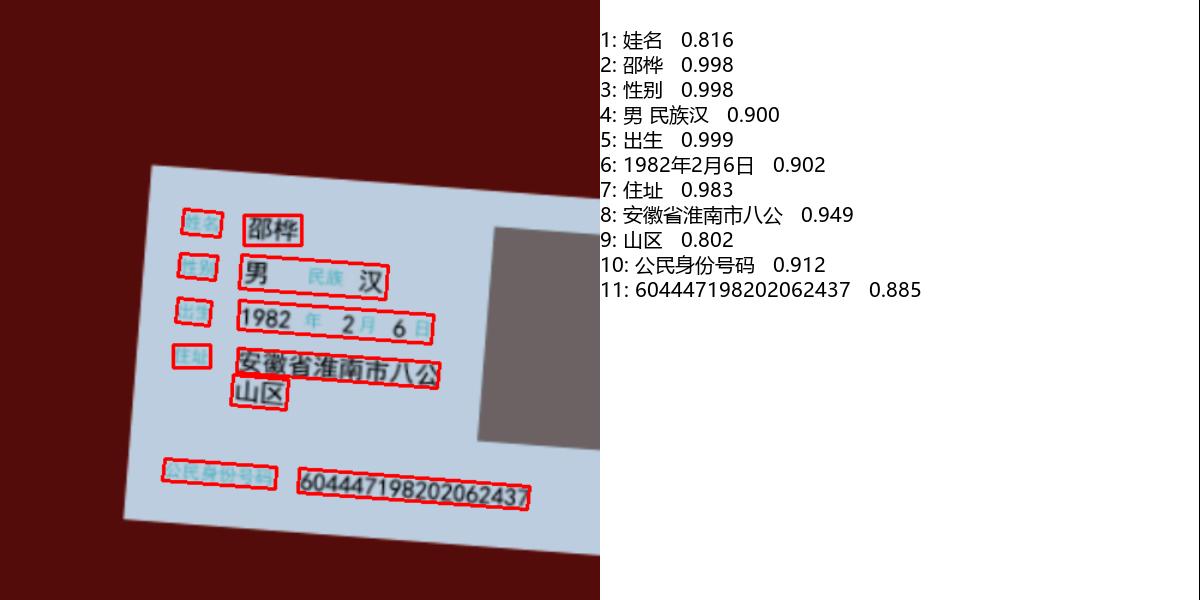 姓名 邵桦
性别 男 民族 汉
出生 1982 年 2 月 6 日
住址 安徽省淮南市八公
山区
公民身份号码 604447198202062437
1: 娃名 0.816
2: 邵桦 0.998
3: 性别 0.998
4: 男 民族汉 0.900
5: 出生 0.999
6: 1982年2月6日 0.902
7: 住址 0.983
8: 安徽省淮南市八公 0.949
9: 山区 0.802
10: 公民身份号码 0.912
11: 604447198202062437 0.885